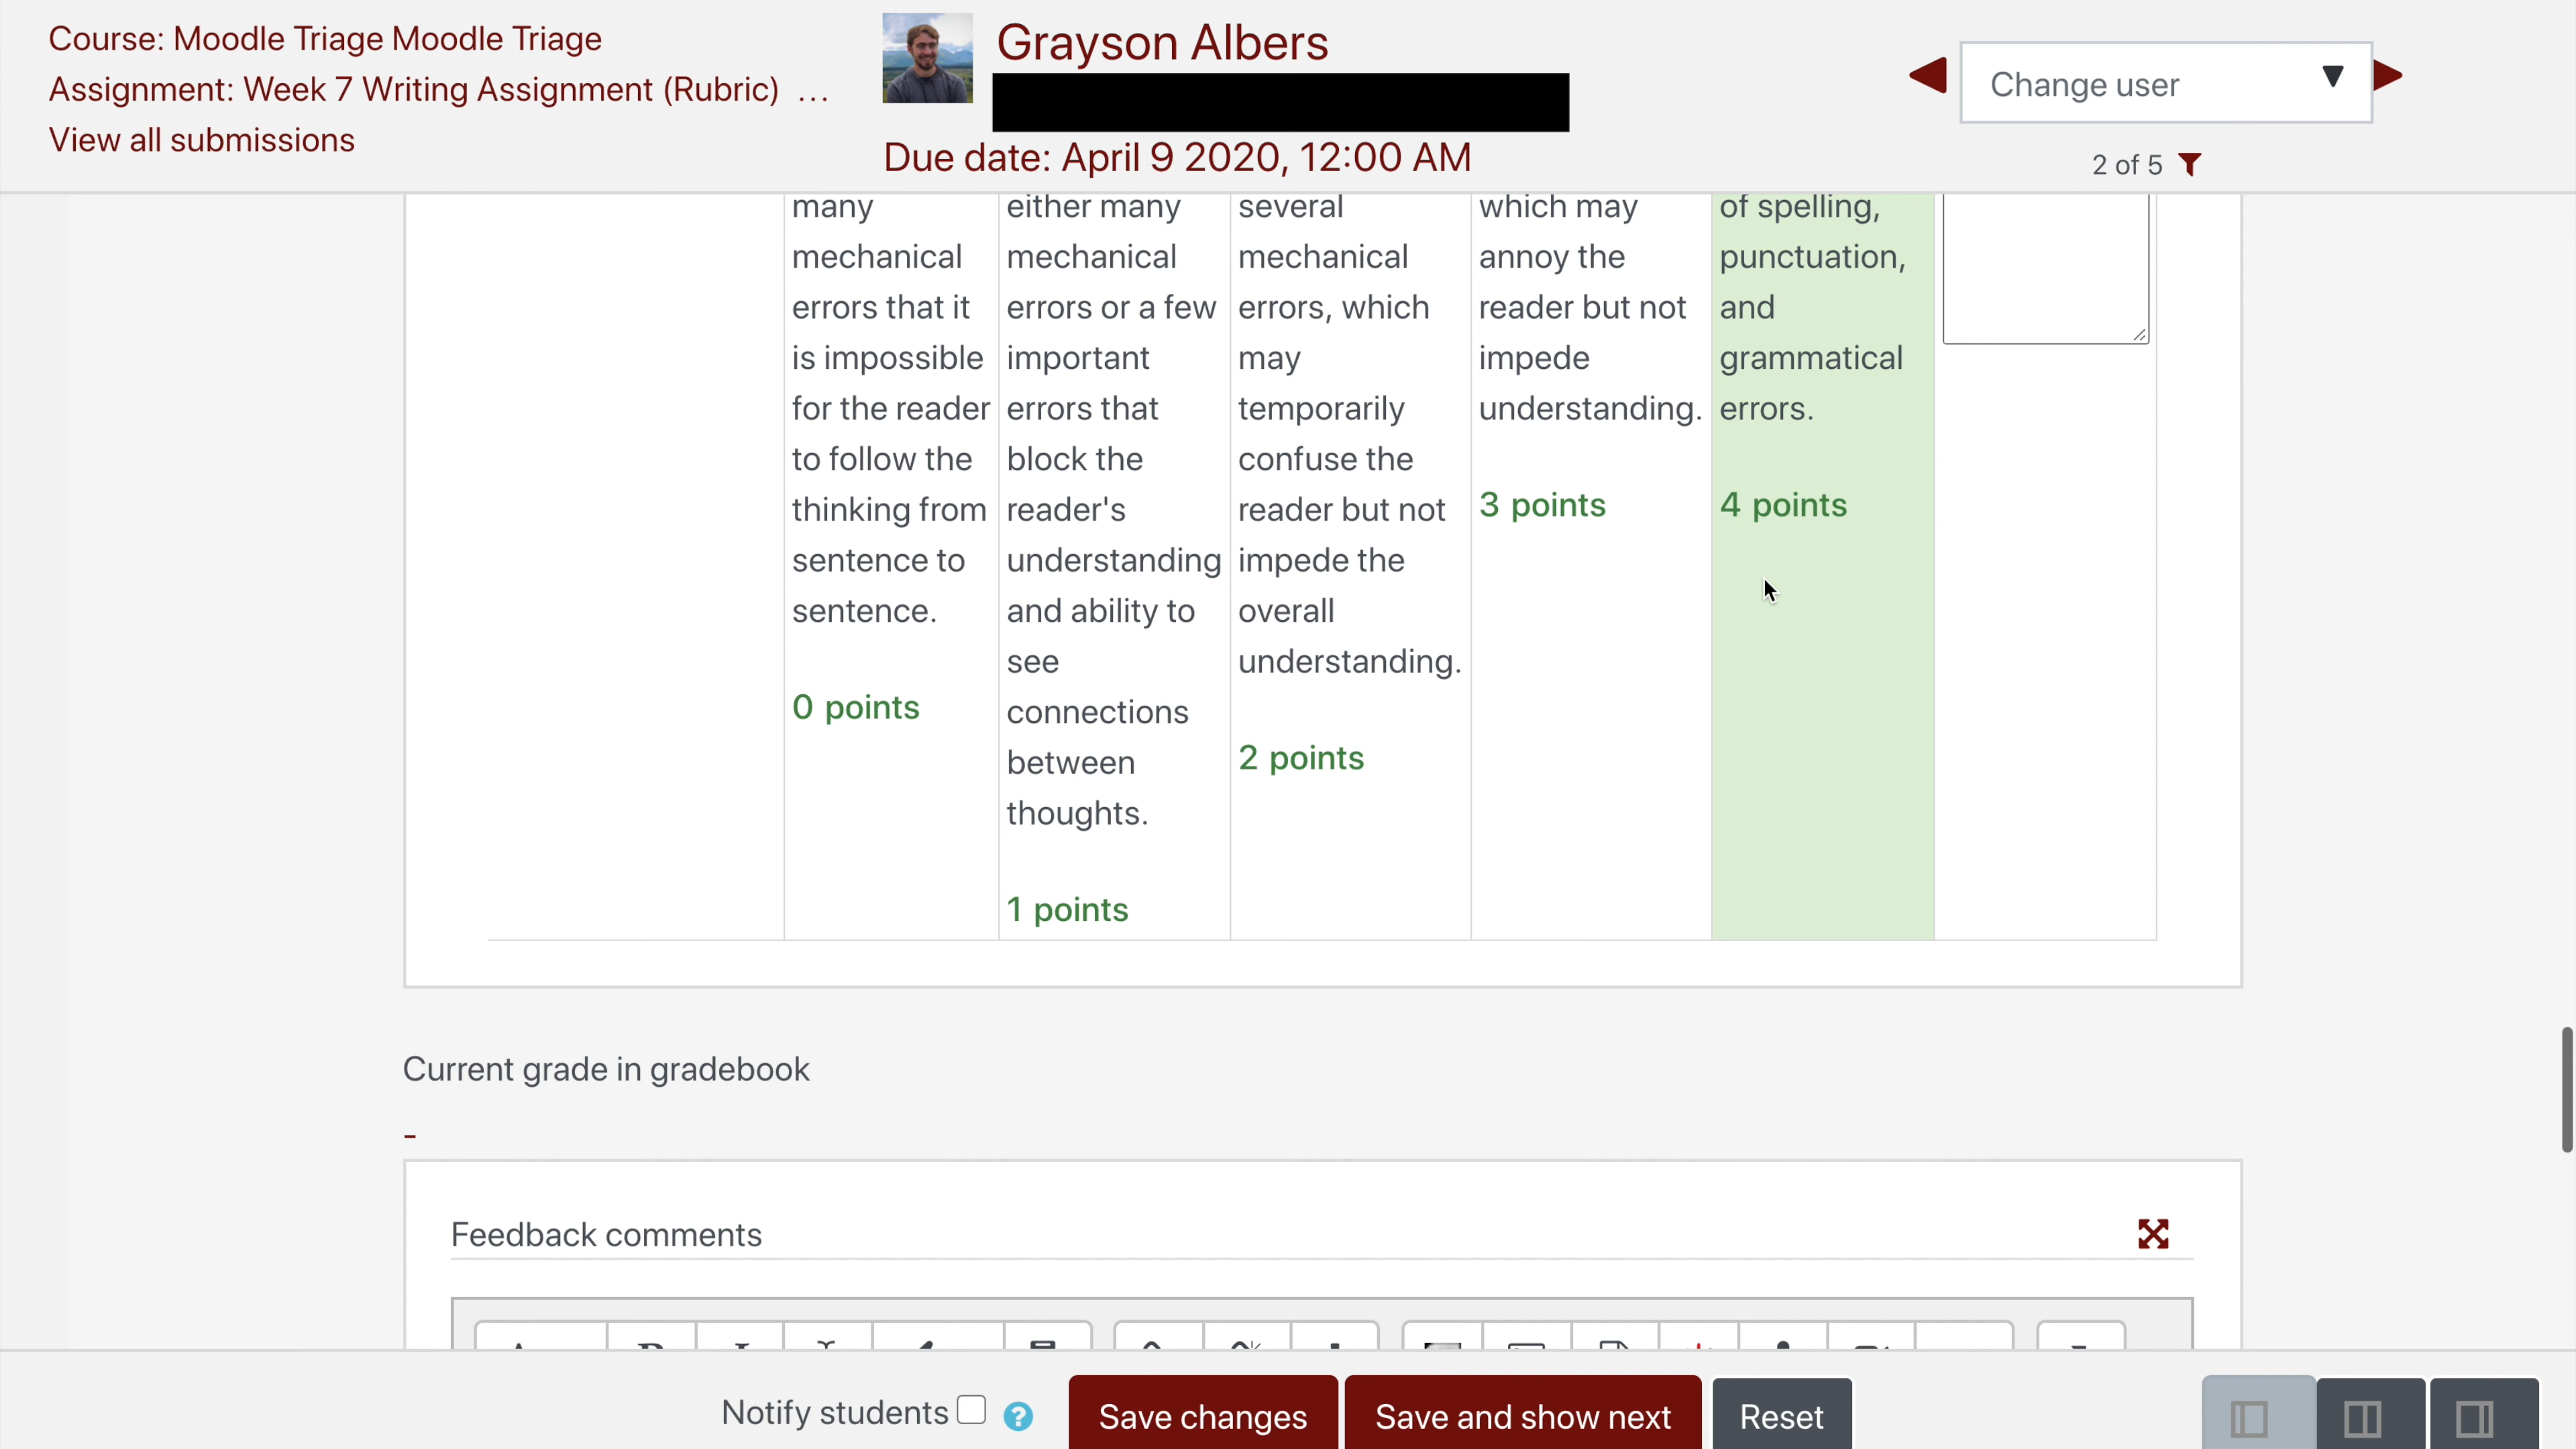 Course: Moodle Triage Moodle Triage
Assignment: Week 7 Writing Assignment (Rubric) ...
View all submissions
Grayson Albers
Due date: April 9 2020, 12:00 AM
Change user
2 of 5
many
mechanical
errors that it
is impossible
for the reader
to follow the
thinking from
sentence to
sentence.
0 points
either many
mechanical
errors or a few
important
errors that
block the
reader's
understanding
and ability to
see
connections
between
thoughts.
1 points
several
mechanical
errors, which
may
temporarily
confuse the
reader but not
impede the
overall
understanding.
2 points
which may
annoy the
reader but not
impede
understanding.
3 points
of spelling,
punctuation,
and
grammatical
errors.
4 points
Current grade in gradebook
-
Feedback comments
Notify students
?
Save changes
Save and show next
Reset